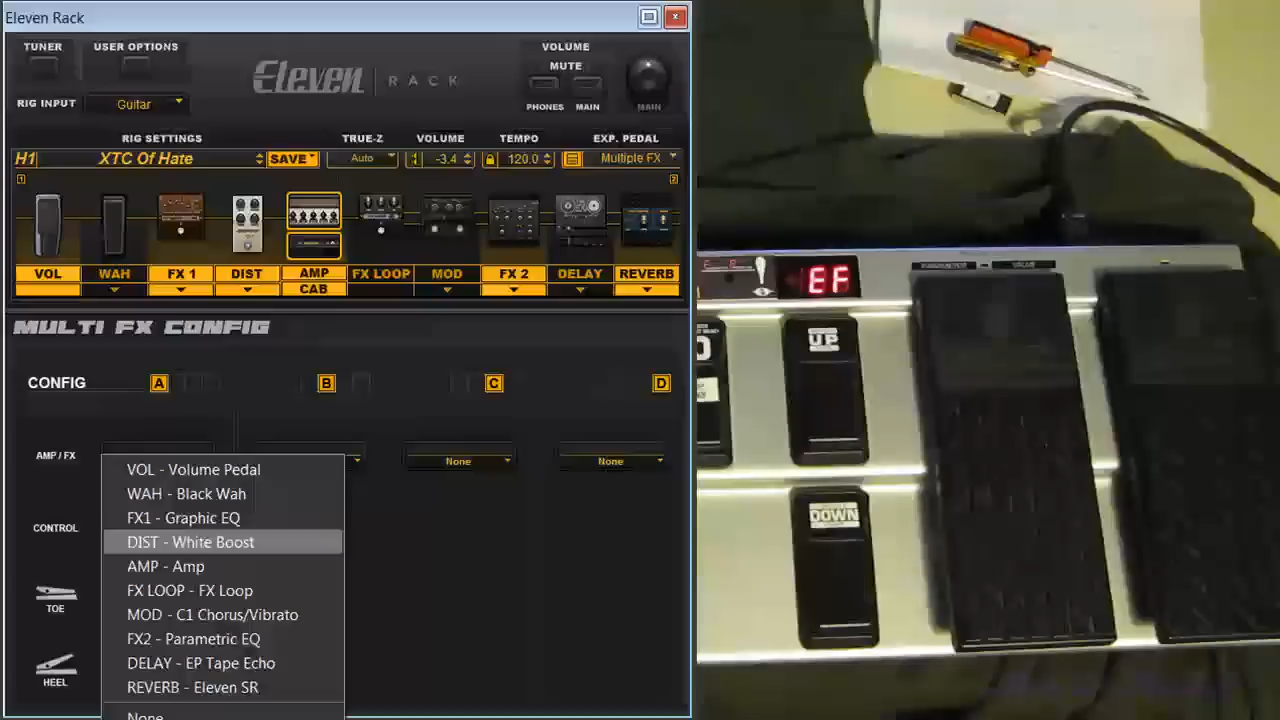 Eleven Rack
TUNER
USER OPTIONS
VOLUME
MUTE
Eleven | RACK
RIG INPUT
Guitar
PHONES
MAIN
MAIN
RIG SETTINGS
TRUE-Z
VOLUME
TEMPO
EXP. PEDAL
H1
XTC Of Hate
SAVE
Auto
-3.4
120.0
Multiple FX
1
2
VOL
WAH
FX 1
DIST
AMP
FX LOOP
MOD
FX 2
DELAY
REVERB
CAB
MULTI FX CONFIG
CONFIG
A
B
C
D
AMP / FX
None
None
VOL - Volume Pedal
WAH - Black Wah
FX1 - Graphic EQ
CONTROL
DIST - White Boost
AMP - Amp
FX LOOP - FX Loop
TOE
MOD - C1 Chorus/Vibrato
FX2 - Parametric EQ
DELAY - EP Tape Echo
HEEL
REVERB - Eleven SR
None
EF
UP
DOWN